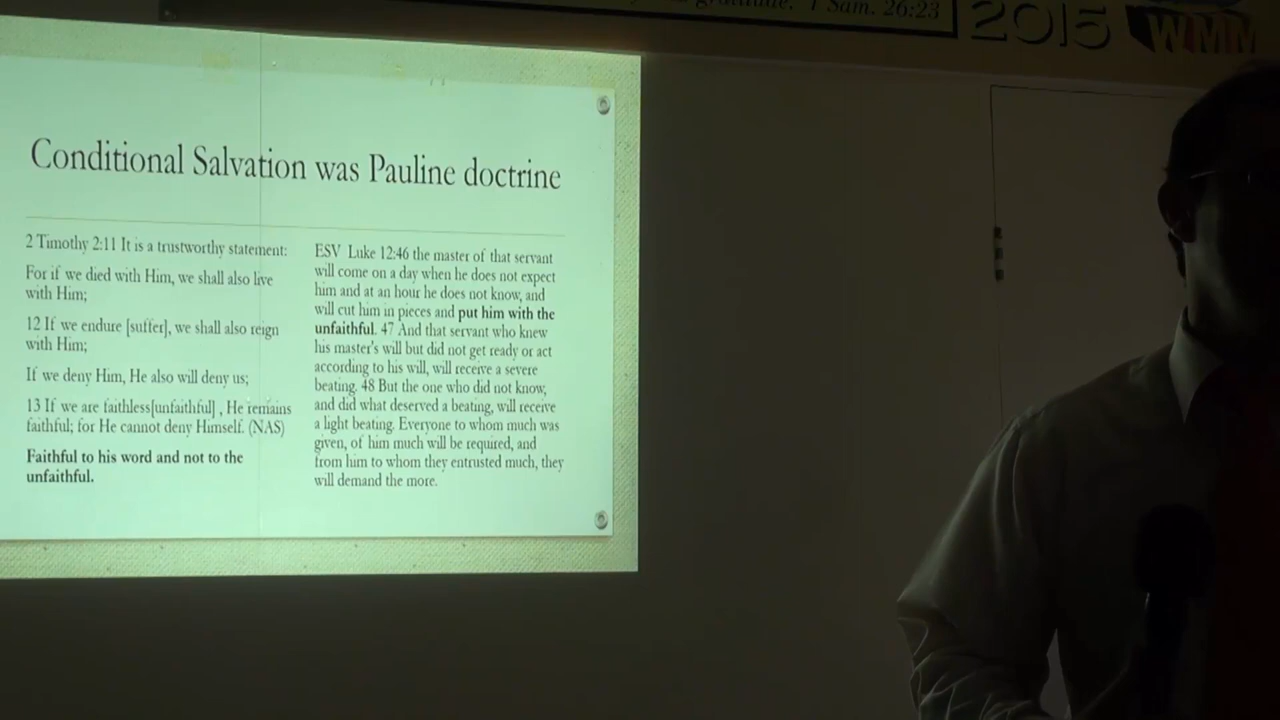 gratitude. 1 Sam. 26:23
2015
WMM
Conditional Salvation was Pauline doctrine
2 Timothy 2:11 It is a trustworthy statement:
For if we died with Him, we shall also live
with Him;
12 If we endure [suffer], we shall also reign
with Him;
If we deny Him, He also will deny us;
13 If we are faithless[unfaithful] , He remains
faithful; for He cannot deny Himself. (NAS)
Faithful to his word and not to the
unfaithful.
ESV Luke 12:46 the master of that servant
will come on a day when he does not expect
him and at an hour he does not know, and
will cut him in pieces and put him with the
unfaithful. 47 And that servant who knew
his master's will but did not get ready or act
according to his will, will receive a severe
beating. 48 But the one who did not know,
and did what deserved a beating, will receive
a light beating. Everyone to whom much was
given, of him much will be required, and
from him to whom they entrusted much, they
will demand the more.